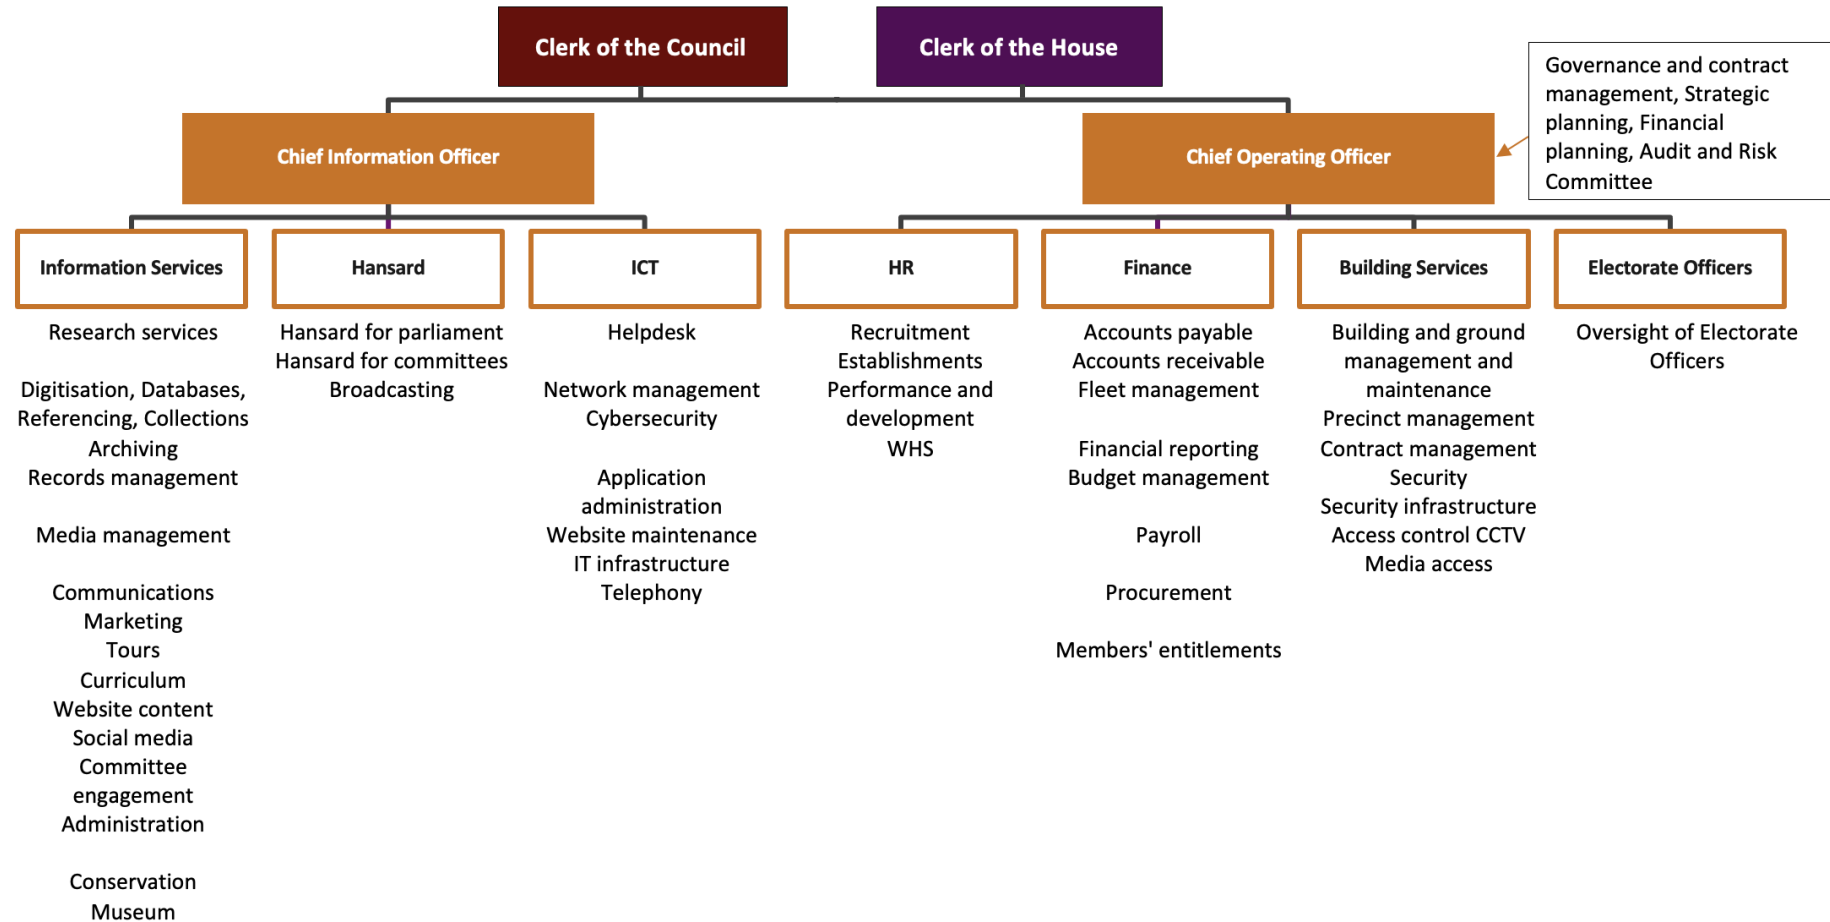 Clerk of the Council
Clerk of the House
Governance and contract
management, Strategic
planning, Financial
planning, Audit and Risk
Committee
Chief Information Officer
Chief Operating Officer
Information Services
Hansard
ICT
HR
Finance
Building Services
Electorate Officers
Research services
Digitisation, Databases,
Referencing, Collections
Archiving
Records management
Media management
Communications
Marketing
Tours
Curriculum
Website content
Social media
Committee
engagement
Administration
Conservation
Museum
Hansard for parliament
Hansard for committees
Broadcasting
Helpdesk
Network management
Cybersecurity
Application
administration
Website maintenance
IT infrastructure
Telephony
Recruitment
Establishments
Performance and
development
WHS
Accounts payable
Accounts receivable
Fleet management
Financial reporting
Budget management
Payroll
Procurement
Members' entitlements
Building and ground
management and
maintenance
Precinct management
Contract management
Security
Security infrastructure
Access control CCTV
Media access
Oversight of Electorate
Officers